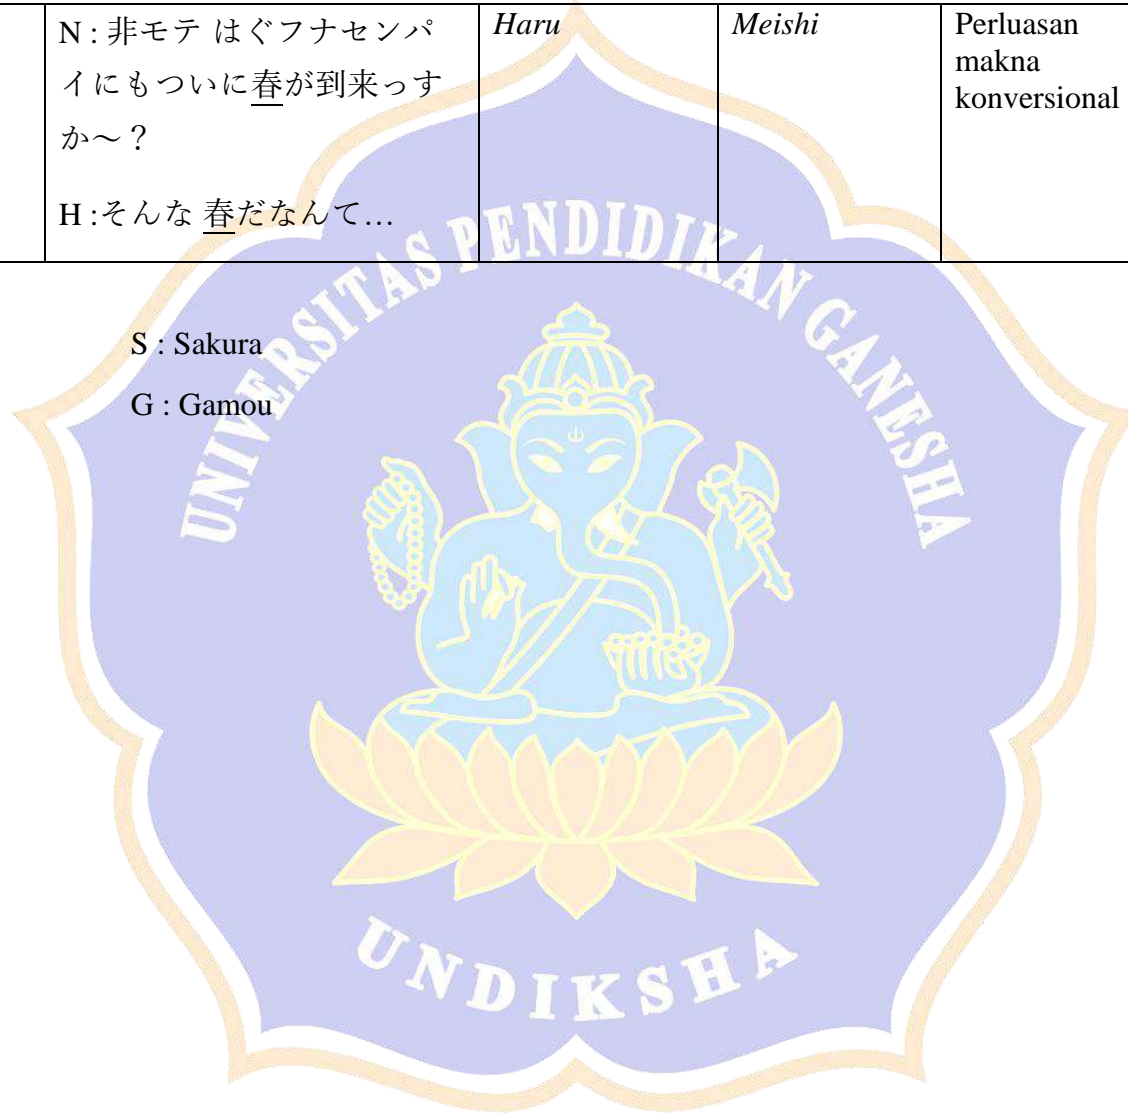 N : 非モテ はぐフナセンパ
イにもついに春が到来っす
か～？
H :そんな 春だなんて…
Haru
Meishi
Perluasan
makna
konversional
S : Sakura
G : Gamou
UNIVERSITAS PENDIDIKAN GANESHA
UNDIKSHA